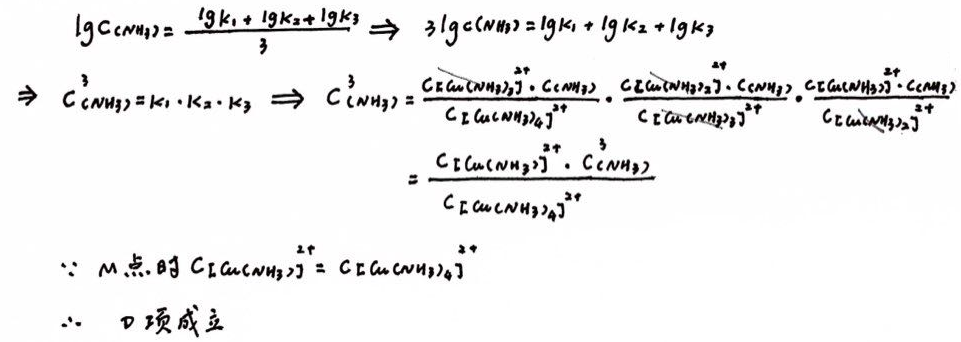 lgC(NH₃) = (lgK₁ + lgK₂ + lgK₃)/3 ⇒ 3lgc(NH₃) = lgK₁ + lgK₂ + lgK₃
⇒ C³(NH₃) = K₁·K₂·K₃ ⇒ C³(NH₃) = (C[Cu(NH₃)₃]²⁺·C(NH₃))/(C[Cu(NH₃)₄]²⁺) · (C[Cu(NH₃)₂]²⁺·C(NH₃))/(C[Cu(NH₃)₃]²⁺) · (C[Cu(NH₃)]²⁺·C(NH₃))/(C[Cu(NH₃)₂]²⁺)
= (C[Cu(NH₃)]²⁺·C³(NH₃))/(C[Cu(NH₃)₄]²⁺)
∵ M点时 C[Cu(NH₃)]²⁺ = C[Cu(NH₃)₄]²⁺
∴ D项成立